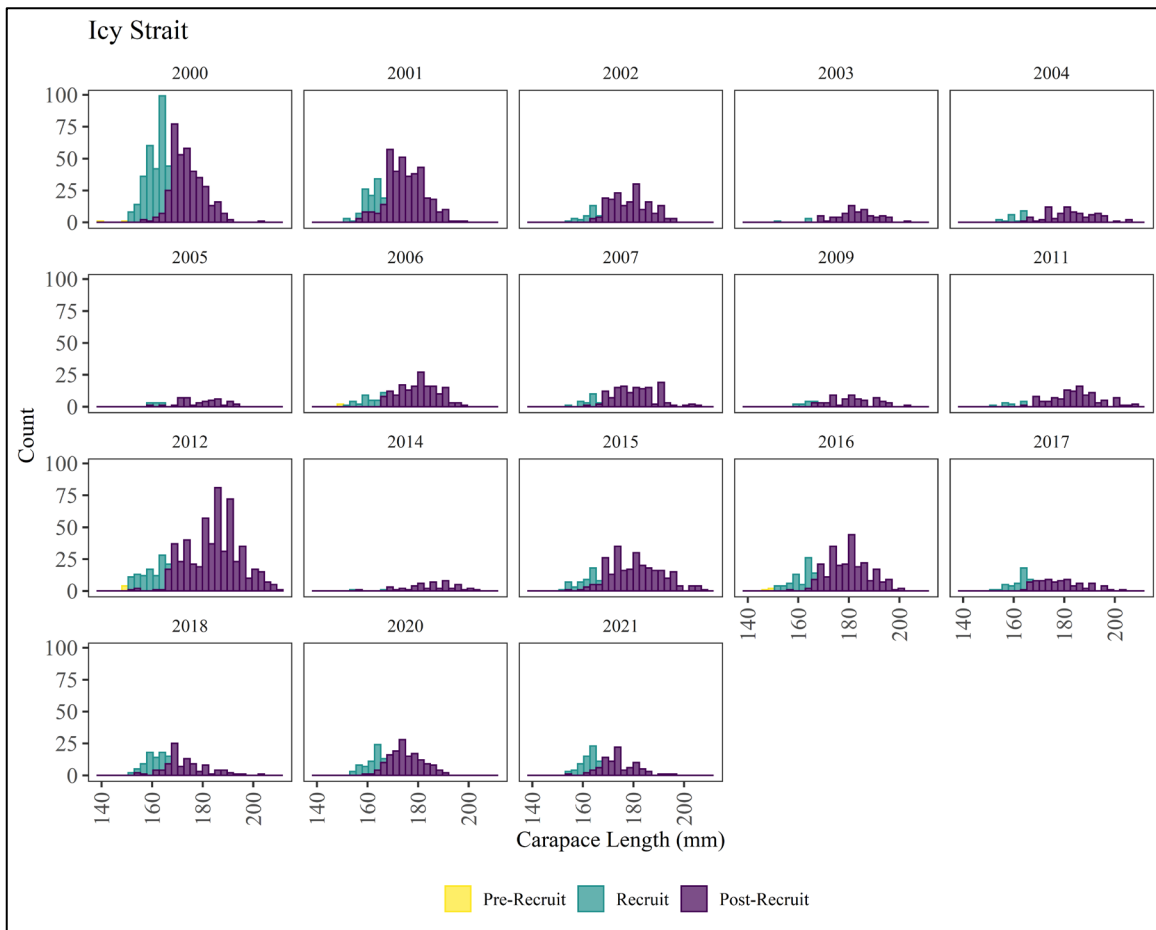 Icy Strait
2000 2001 2002 2003 2004
100
75
50
25
0
2005 2006 2007 2009 2011
100
75
50
25
0
2012 2014 2015 2016 2017
100
75
50
25
0
140 160 180 200 140 160 180 200
2018 2020 2021
100
75
50
25
0
140 160 180 200 140 160 180 200 140 160 180 200
Count
Carapace Length (mm)
Pre-Recruit Recruit Post-Recruit